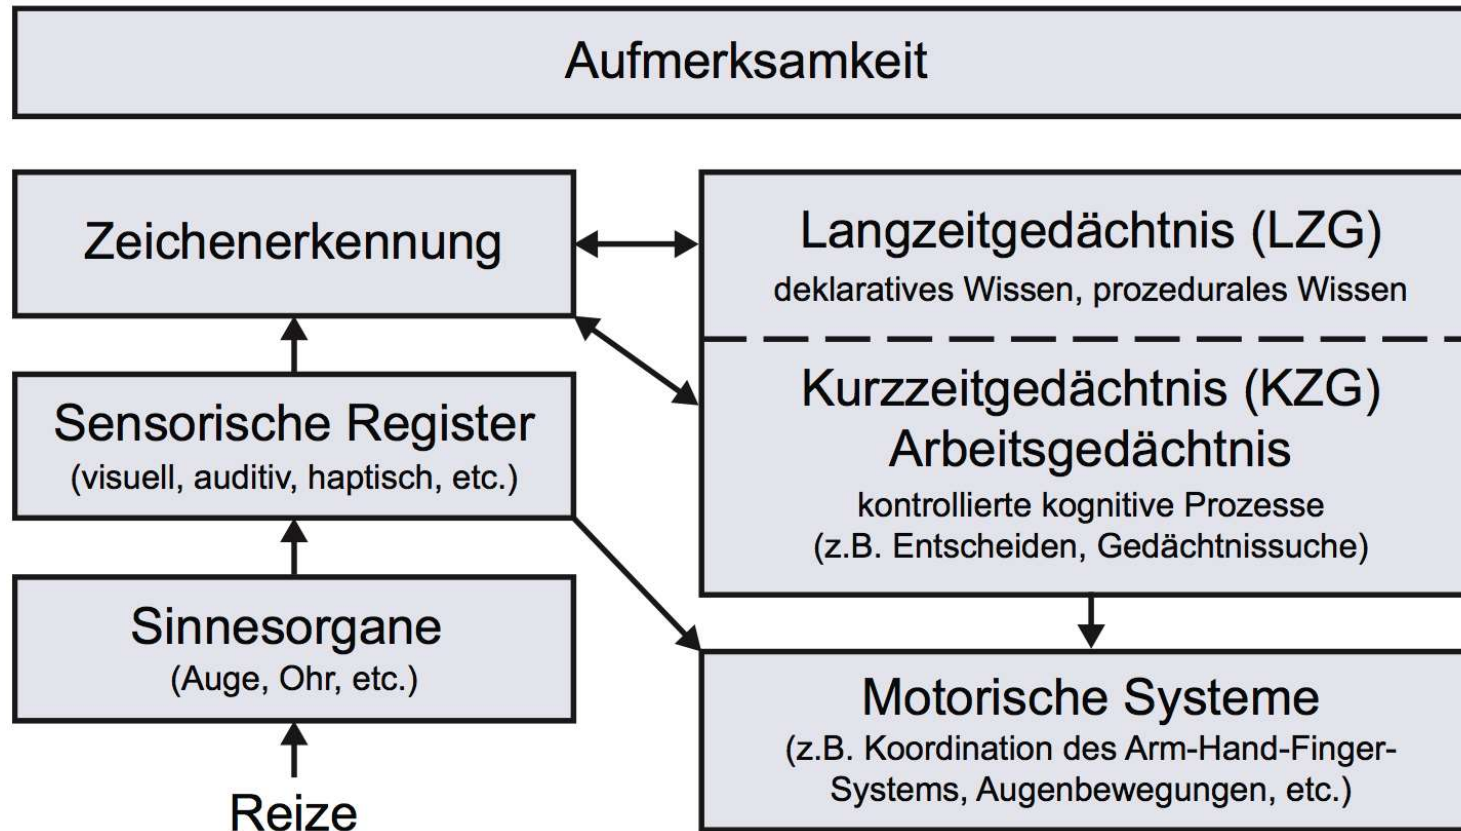 Aufmerksamkeit
Zeichenerkennung
Sensorische Register
(visuell, auditiv, haptisch, etc.)
Sinnesorgane
(Auge, Ohr, etc.)
Reize
Langzeitgedächtnis (LZG)
deklaratives Wissen, prozedurales Wissen
Kurzzeitgedächtnis (KZG)
Arbeitsgedächtnis
kontrollierte kognitive Prozesse
(z.B. Entscheiden, Gedächtnissuche)
Motorische Systeme
(z.B. Koordination des Arm-Hand-Finger-
Systems, Augenbewegungen, etc.)